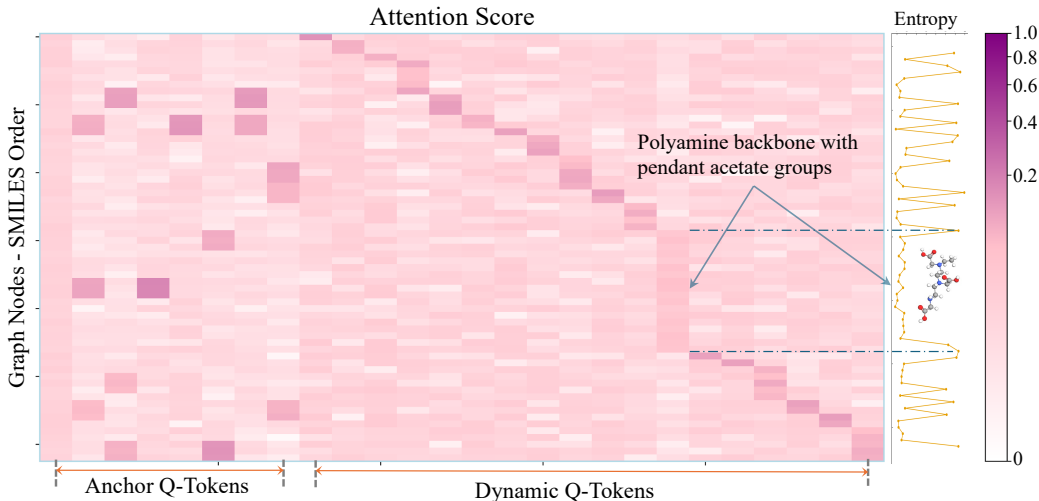 Attention Score
Entropy
Graph Nodes - SMILES Order
Polyamine backbone with
pendant acetate groups
1.0
0.8
0.6
0.4
0.2
0
Anchor Q-Tokens
Dynamic Q-Tokens